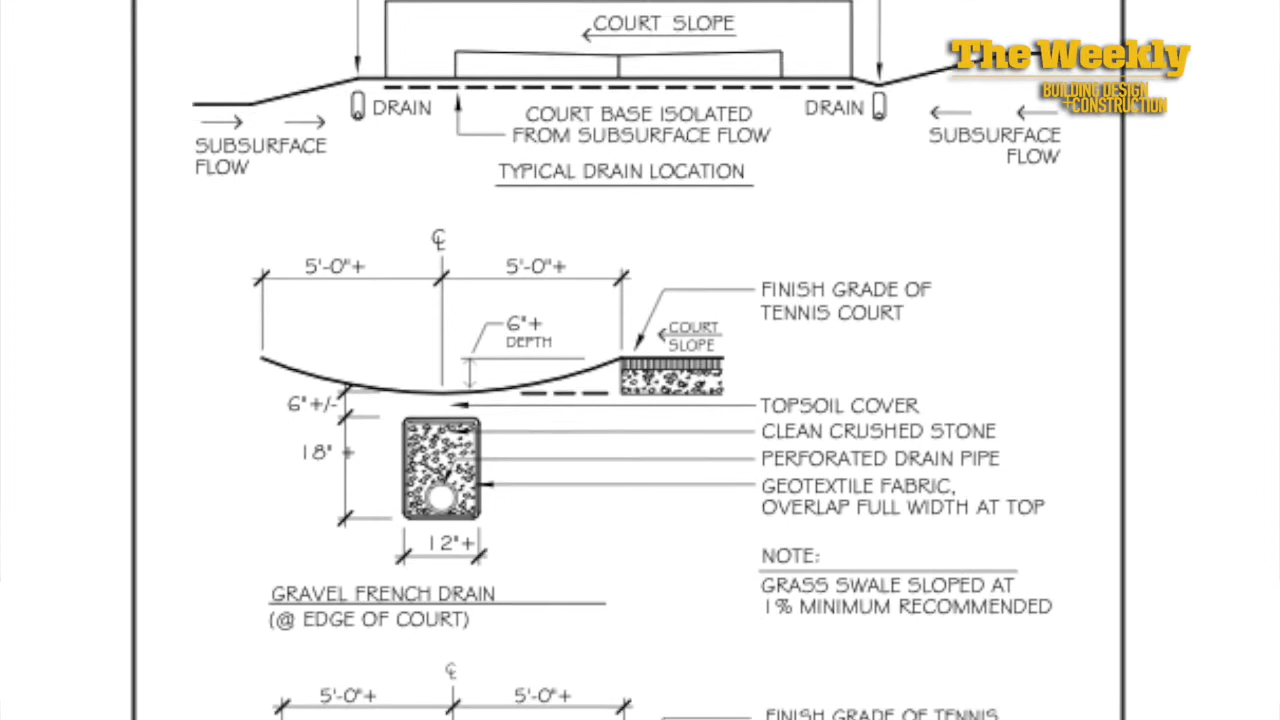 COURT SLOPE
The Weekly
BUILDING DESIGN
+CONSTRUCTION
DRAIN
COURT BASE ISOLATED
FROM SUBSURFACE FLOW
DRAIN
SUBSURFACE
FLOW
SUBSURFACE
FLOW
TYPICAL DRAIN LOCATION
℄
5'-0"+
5'-0"+
FINISH GRADE OF
TENNIS COURT
6"+
DEPTH
COURT
SLOPE
6"+/-
TOPSOIL COVER
CLEAN CRUSHED STONE
18" +
PERFORATED DRAIN PIPE
GEOTEXTILE FABRIC,
OVERLAP FULL WIDTH AT TOP
12"+
NOTE:
GRASS SWALE SLOPED AT
1% MINIMUM RECOMMENDED
GRAVEL FRENCH DRAIN
(@ EDGE OF COURT)
℄
5'-0"+
5'-0"+
FINISH GRADE OF TENNIS